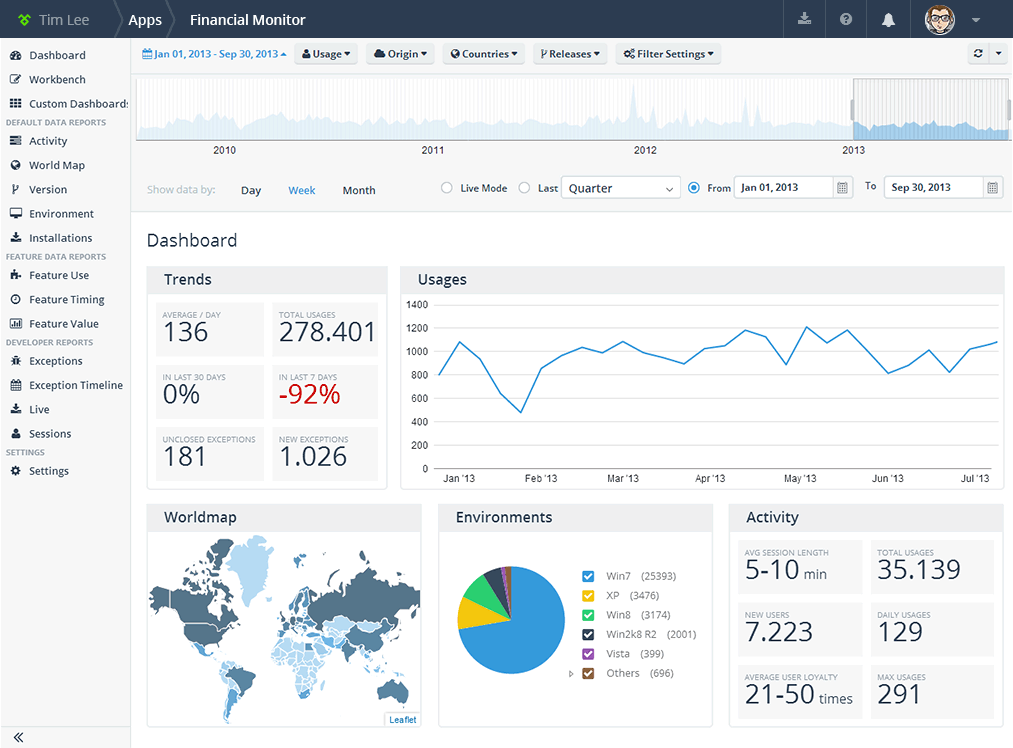 Tim Lee Apps Financial Monitor
Dashboard
Workbench
Custom Dashboards
DEFAULT DATA REPORTS
Activity
World Map
Version
Environment
Installations
FEATURE DATA REPORTS
Feature Use
Feature Timing
Feature Value
DEVELOPER REPORTS
Exceptions
Exception Timeline
Live
Sessions
SETTINGS
Settings
Jan 01, 2013 - Sep 30, 2013 Usage Origin Countries Releases Filter Settings
2010 2011 2012 2013
Show data by: Day Week Month Live Mode Last Quarter From Jan 01, 2013 To Sep 30, 2013
Dashboard
Trends
AVERAGE / DAY
136
TOTAL USAGES
278.401
IN LAST 30 DAYS
0%
IN LAST 7 DAYS
-92%
UNCLOSED EXCEPTIONS
181
NEW EXCEPTIONS
1.026
Usages
1400
1200
1000
800
600
400
200
0
Jan '13 Feb '13 Mar '13 Apr '13 May '13 Jun '13 Jul '13
Worldmap
Leaflet
Environments
Win7 (25393)
XP (3476)
Win8 (3174)
Win2k8 R2 (2001)
Vista (399)
Others (696)
Activity
AVG SESSION LENGTH
5-10 min
TOTAL USAGES
35.139
NEW USERS
7.223
DAILY USAGES
129
AVERAGE USER LOYALTY
21-50 times
MAX USAGES
291